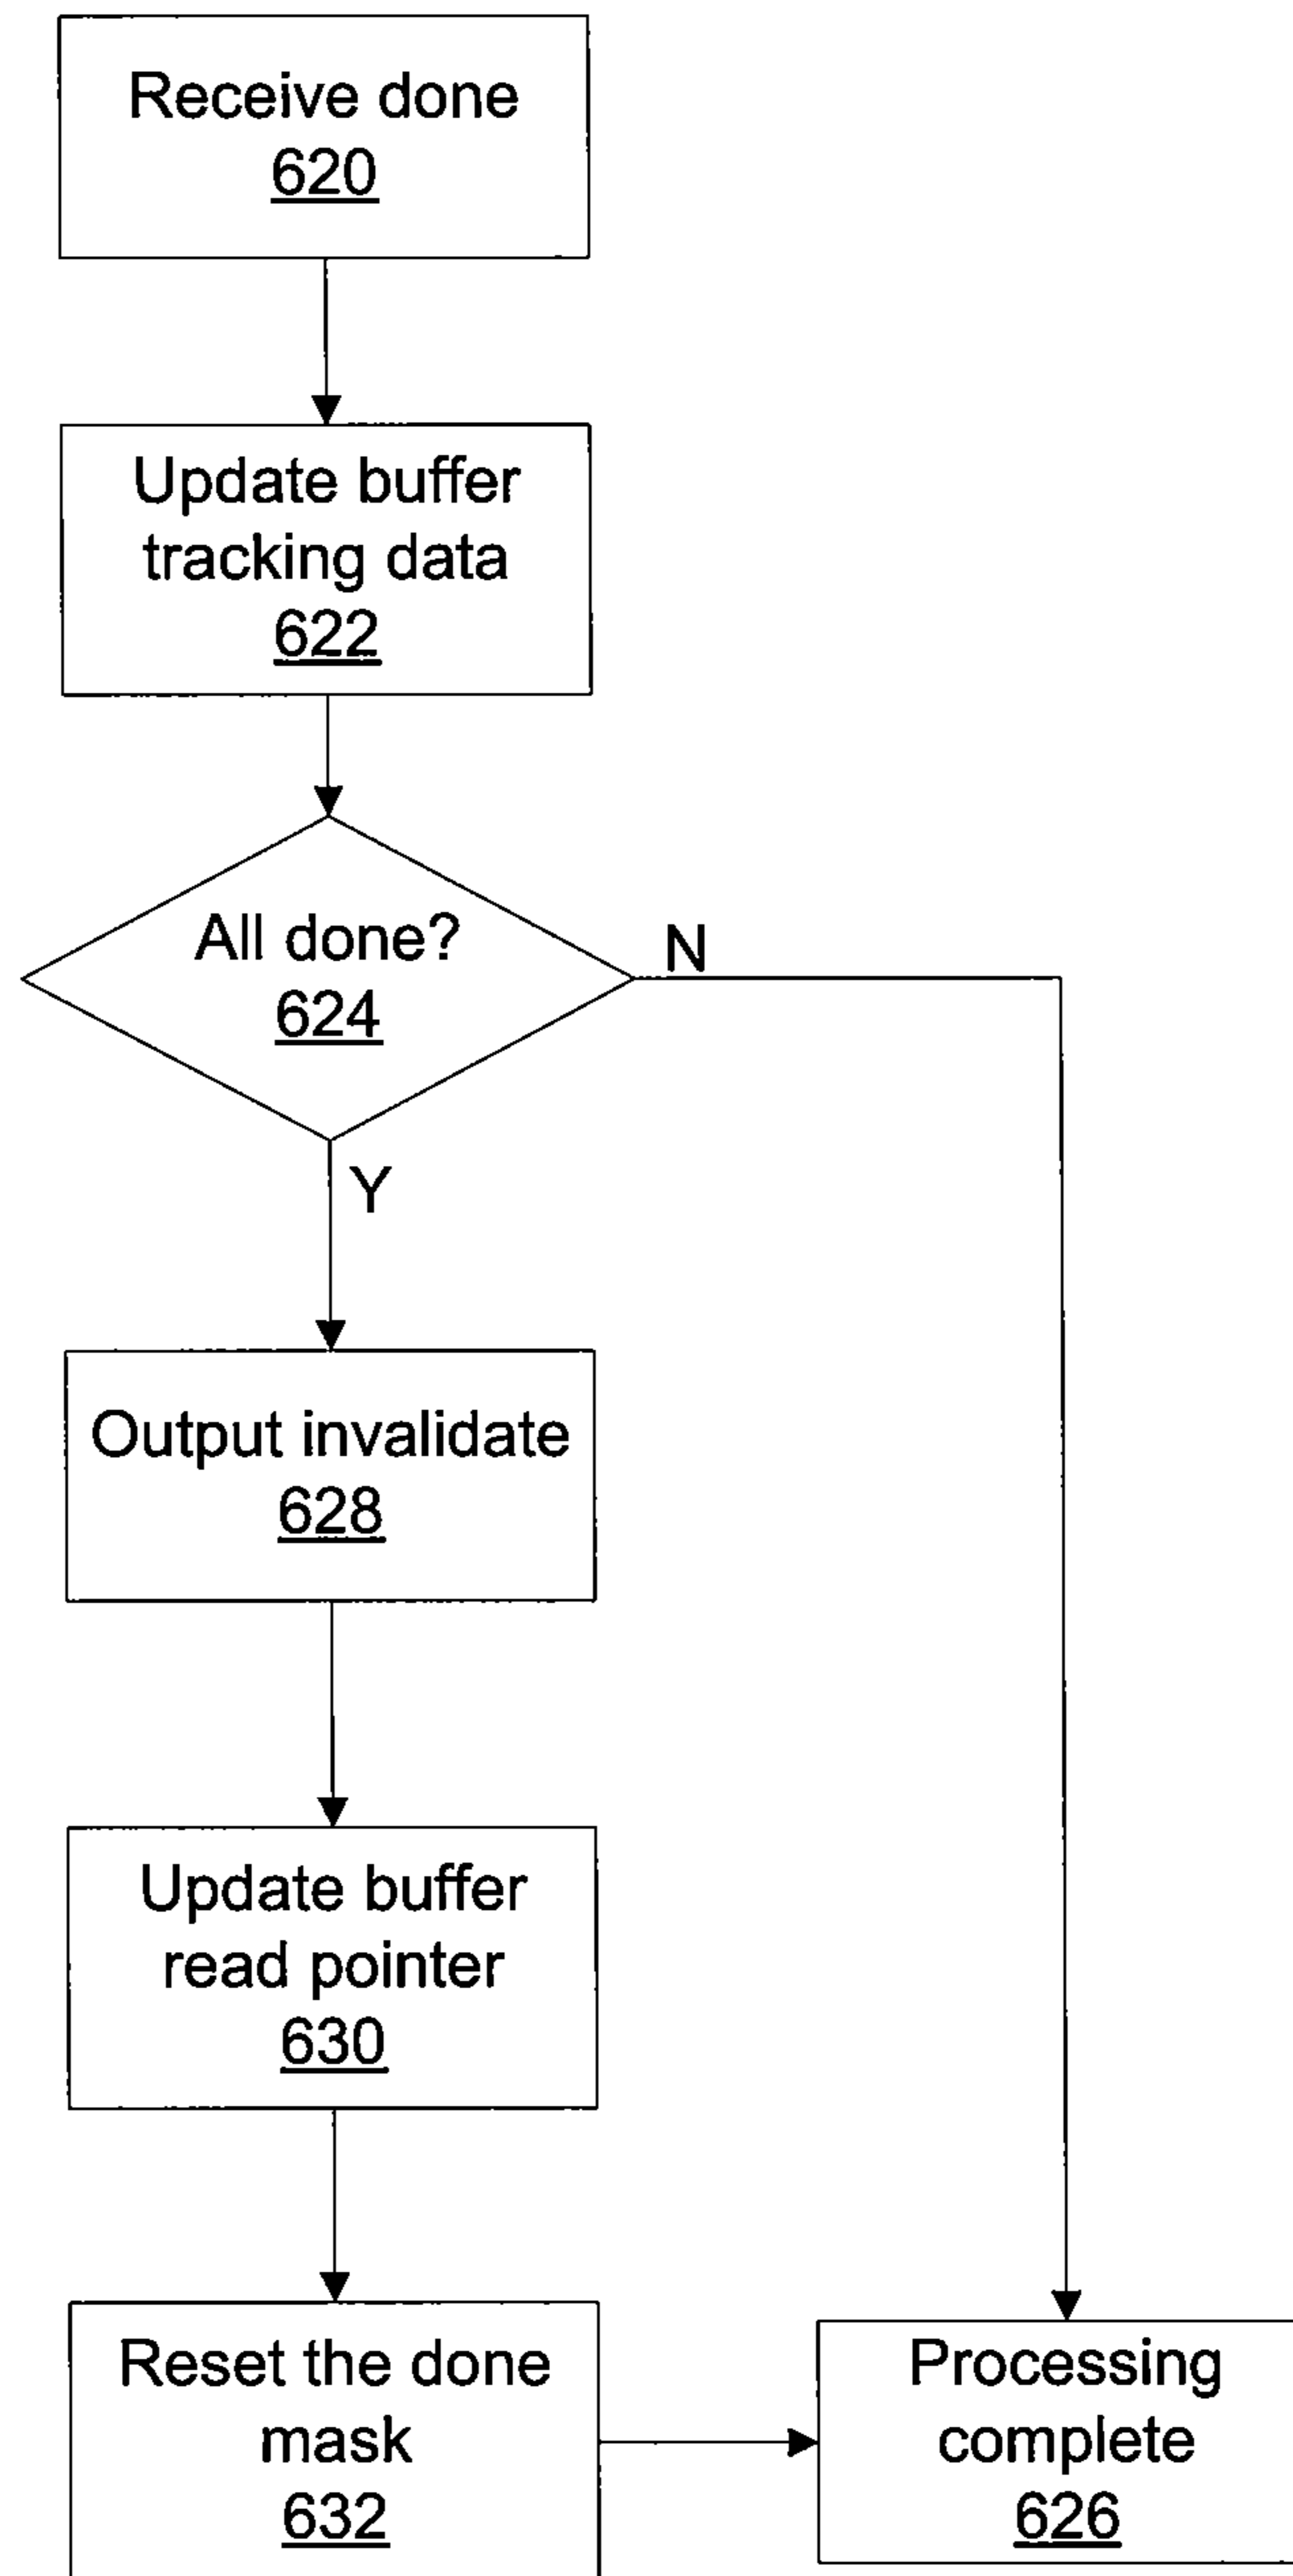 Receive done
620
Update buffer
tracking data
622
All done?
624
N
Y
Output invalidate
628
Update buffer
read pointer
630
Reset the done
mask
632
Processing
complete
626